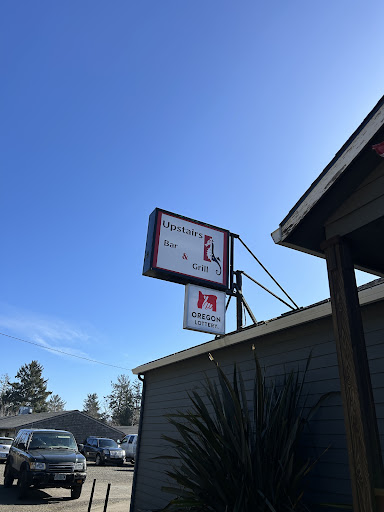 Upstairs
Bar
&
Grill
OREGON
LOTTERY